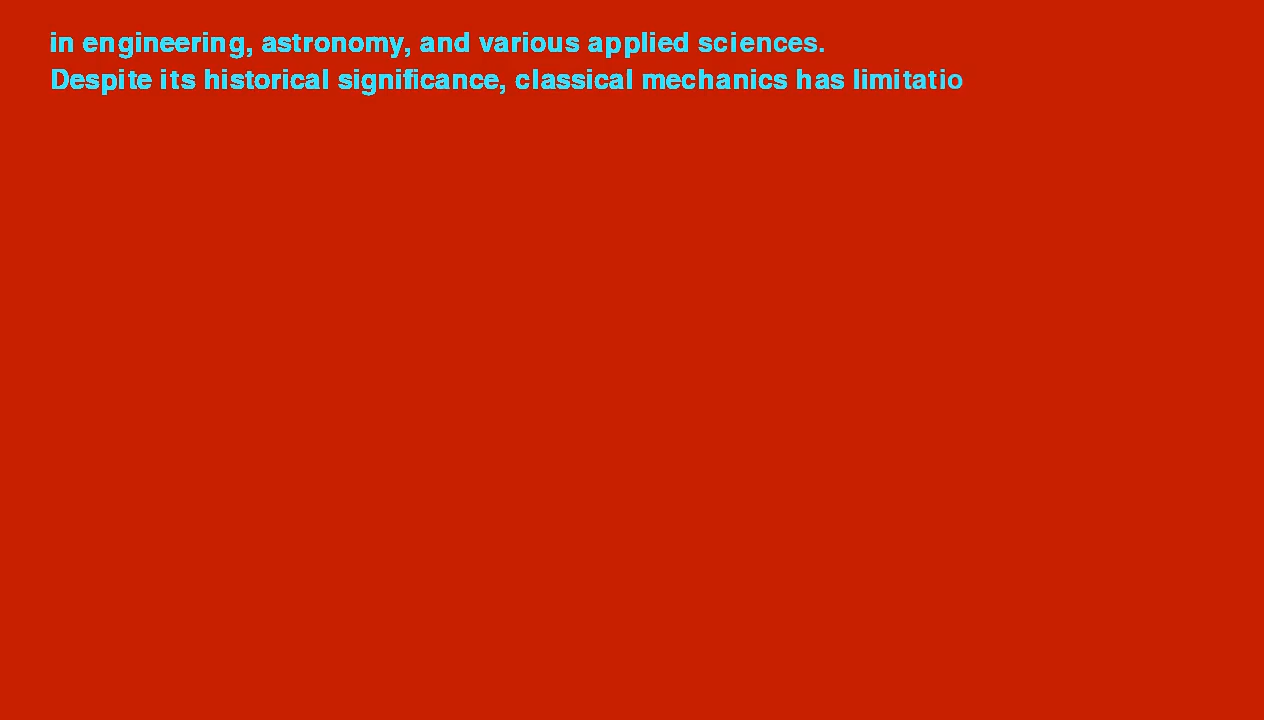 in engineering, astronomy, and various applied sciences.
Despite its historical significance, classical mechanics has limitatio